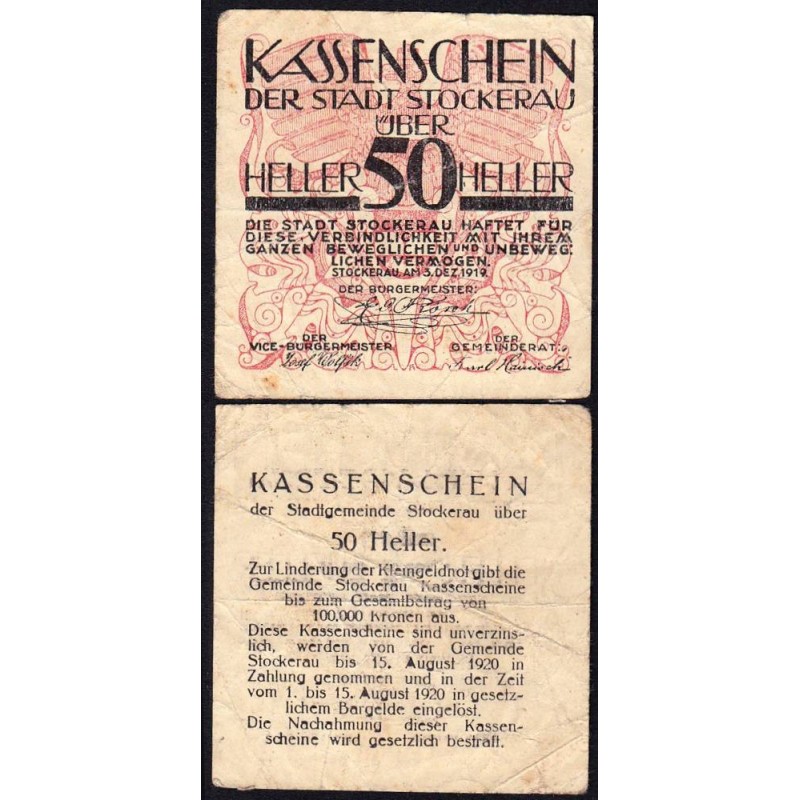 KASSENSCHEIN
DER STADT STOCKERAU
ÜBER
HELLER 50 HELLER
DIE STADT STOCKERAU HAFTET FÜR
DIESE VERBINDLICHKEIT MIT IHREM
GANZEN BEWEGLICHEN UND UNBEWEG-
LICHEN VERMÖGEN.
STOCKERAU, AM 3. DEZ. 1919.
DER BÜRGERMEISTER:
DER
VICE-BÜRGERMEISTER
DER
GEMEINDERAT:
Josef Wolfik
Karl Hainisch
KASSENSCHEIN
der Stadtgemeinde Stockerau über
50 Heller.
Zur Linderung der Kleingeldnot gibt die
Gemeinde Stockerau Kassenscheine
bis zum Gesamtbetrag von
100.000 Kronen aus.
Diese Kassenscheine sind unverzins-
lich, werden von der Gemeinde
Stockerau bis 15. August 1920 in
Zahlung genommen und in der Zeit
vom 1. bis 15. August 1920 in gesetz-
lichem Bargelde eingelöst.
Die Nachahmung dieser Kassen-
scheine wird gesetzlich bestraft.